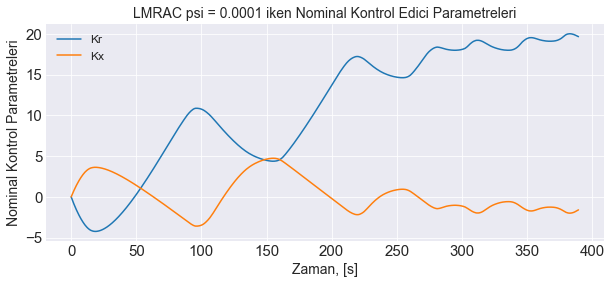 LMRAC psi = 0.0001 iken Nominal Kontrol Edici Parametreleri
Nominal Kontrol Parametreleri
Kr
Kx
20
15
10
5
0
−5
0 50 100 150 200 250 300 350 400
Zaman, [s]